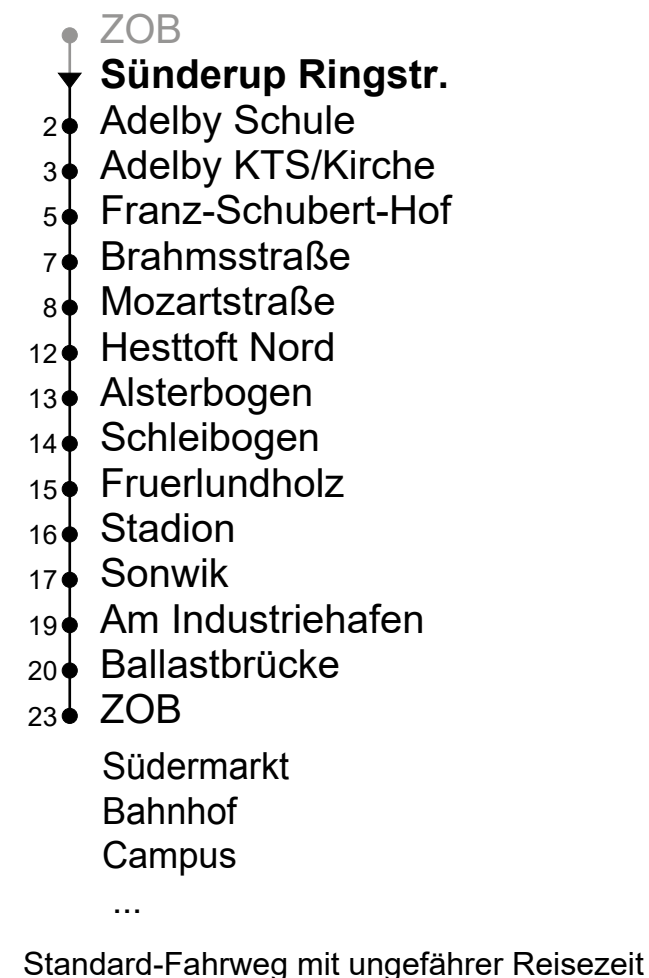 ZOB
Sünderup Ringstr.
2 Adelby Schule
3 Adelby KTS/Kirche
5 Franz-Schubert-Hof
7 Brahmsstraße
8 Mozartstraße
12 Hesttoft Nord
13 Alsterbogen
14 Schleibogen
15 Fruerlundholz
16 Stadion
17 Sonwik
19 Am Industriehafen
20 Ballastbrücke
23 ZOB
Südermarkt
Bahnhof
Campus
...
Standard-Fahrweg mit ungefährer Reisezeit